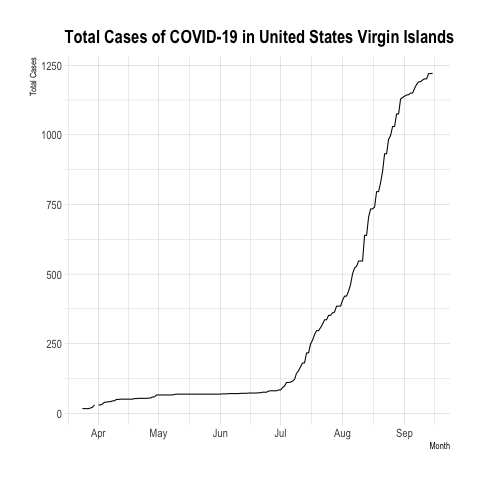 Total Cases of COVID-19 in United States Virgin Islands
Total Cases
1250
1000
750
500
250
0
Apr May Jun Jul Aug Sep
Month